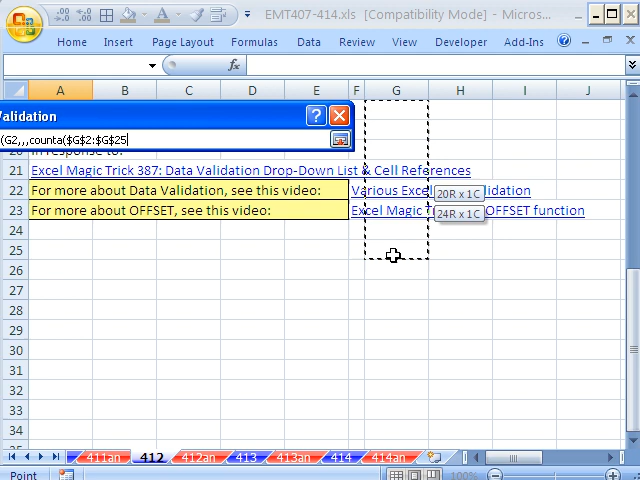 EMT407-414.xls [Compatibility Mode] - Micros...
Home Insert Page Layout Formulas Data Review View Developer Add-Ins
fx
A B C D E F G H I J
alidation
(G2,,,counta($G$2:$G$25
21 Excel Magic Trick 387: Data Validation Drop-Down List & Cell References
22 For more about Data Validation, see this video: Various Excel lidation
20R x 1C
23 For more about OFFSET, see this video: Excel Magic T OFFSET function
24R x 1C
24
25
26
27
28
29
30
31
32
33
34
411an 412 412an 413 413an 414 414an
Point 100%